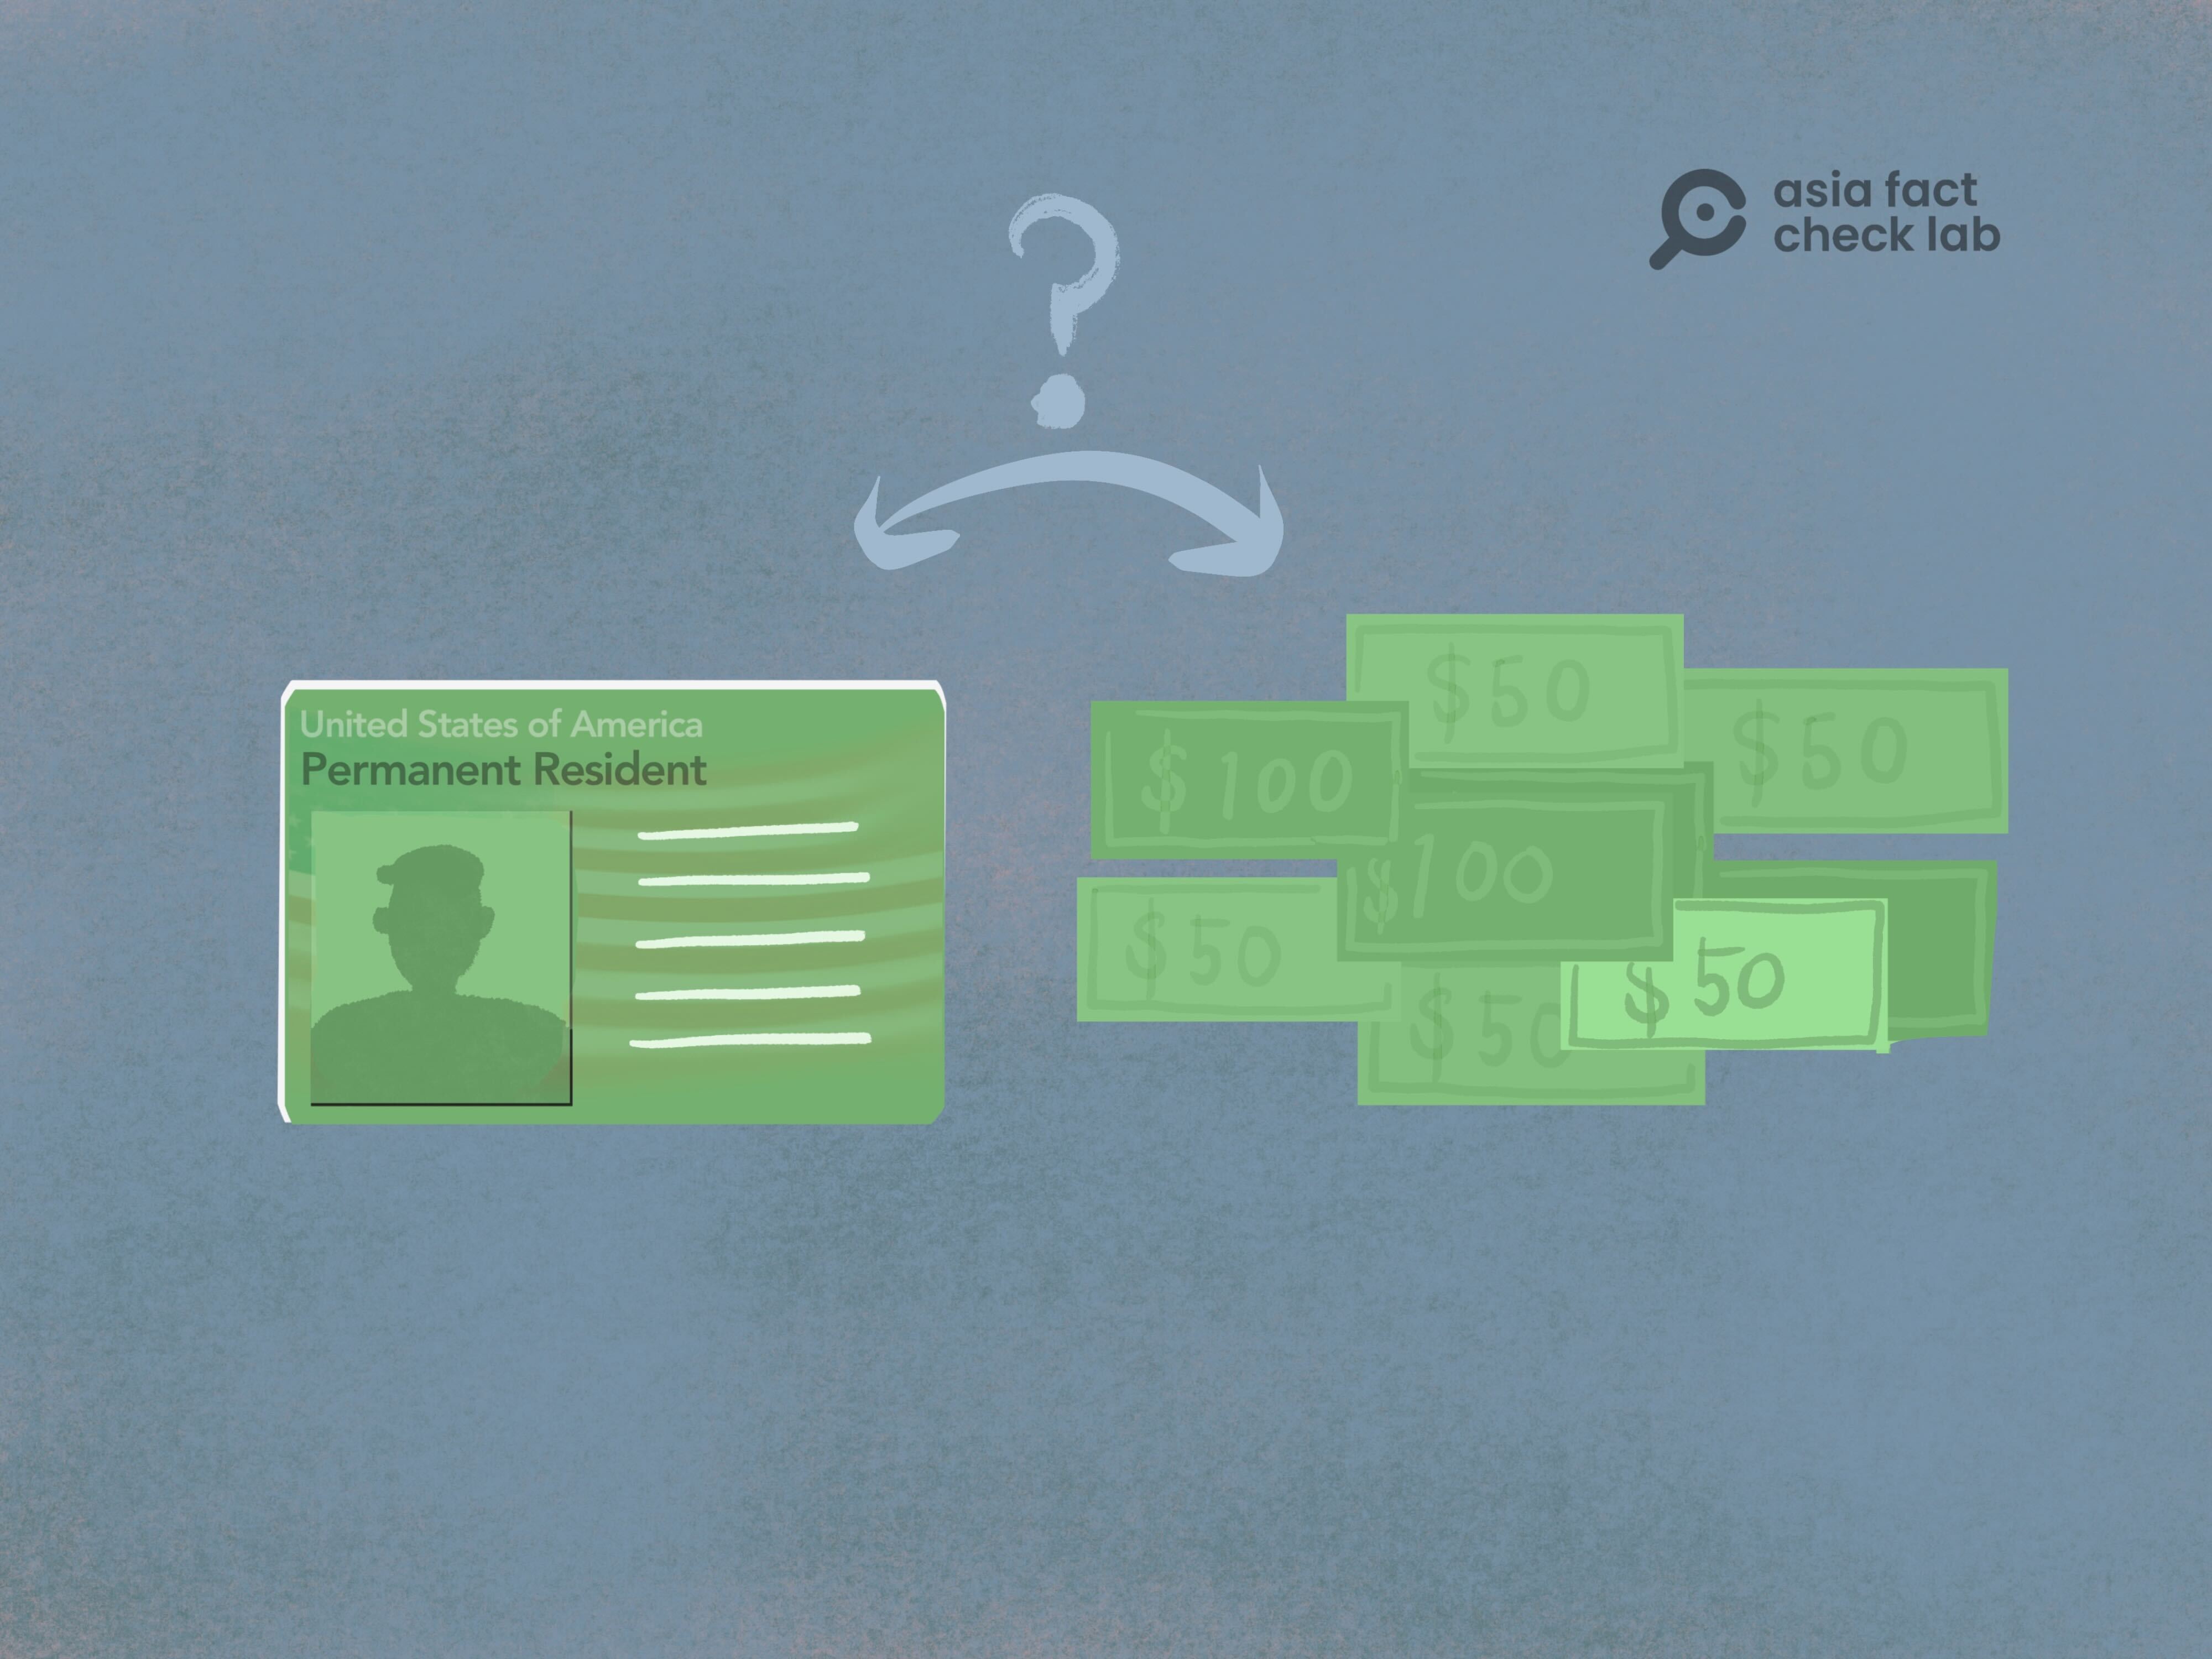 asia fact
check lab
United States of America
Permanent Resident
$50
$50
$100
$100
$50
$50
$50